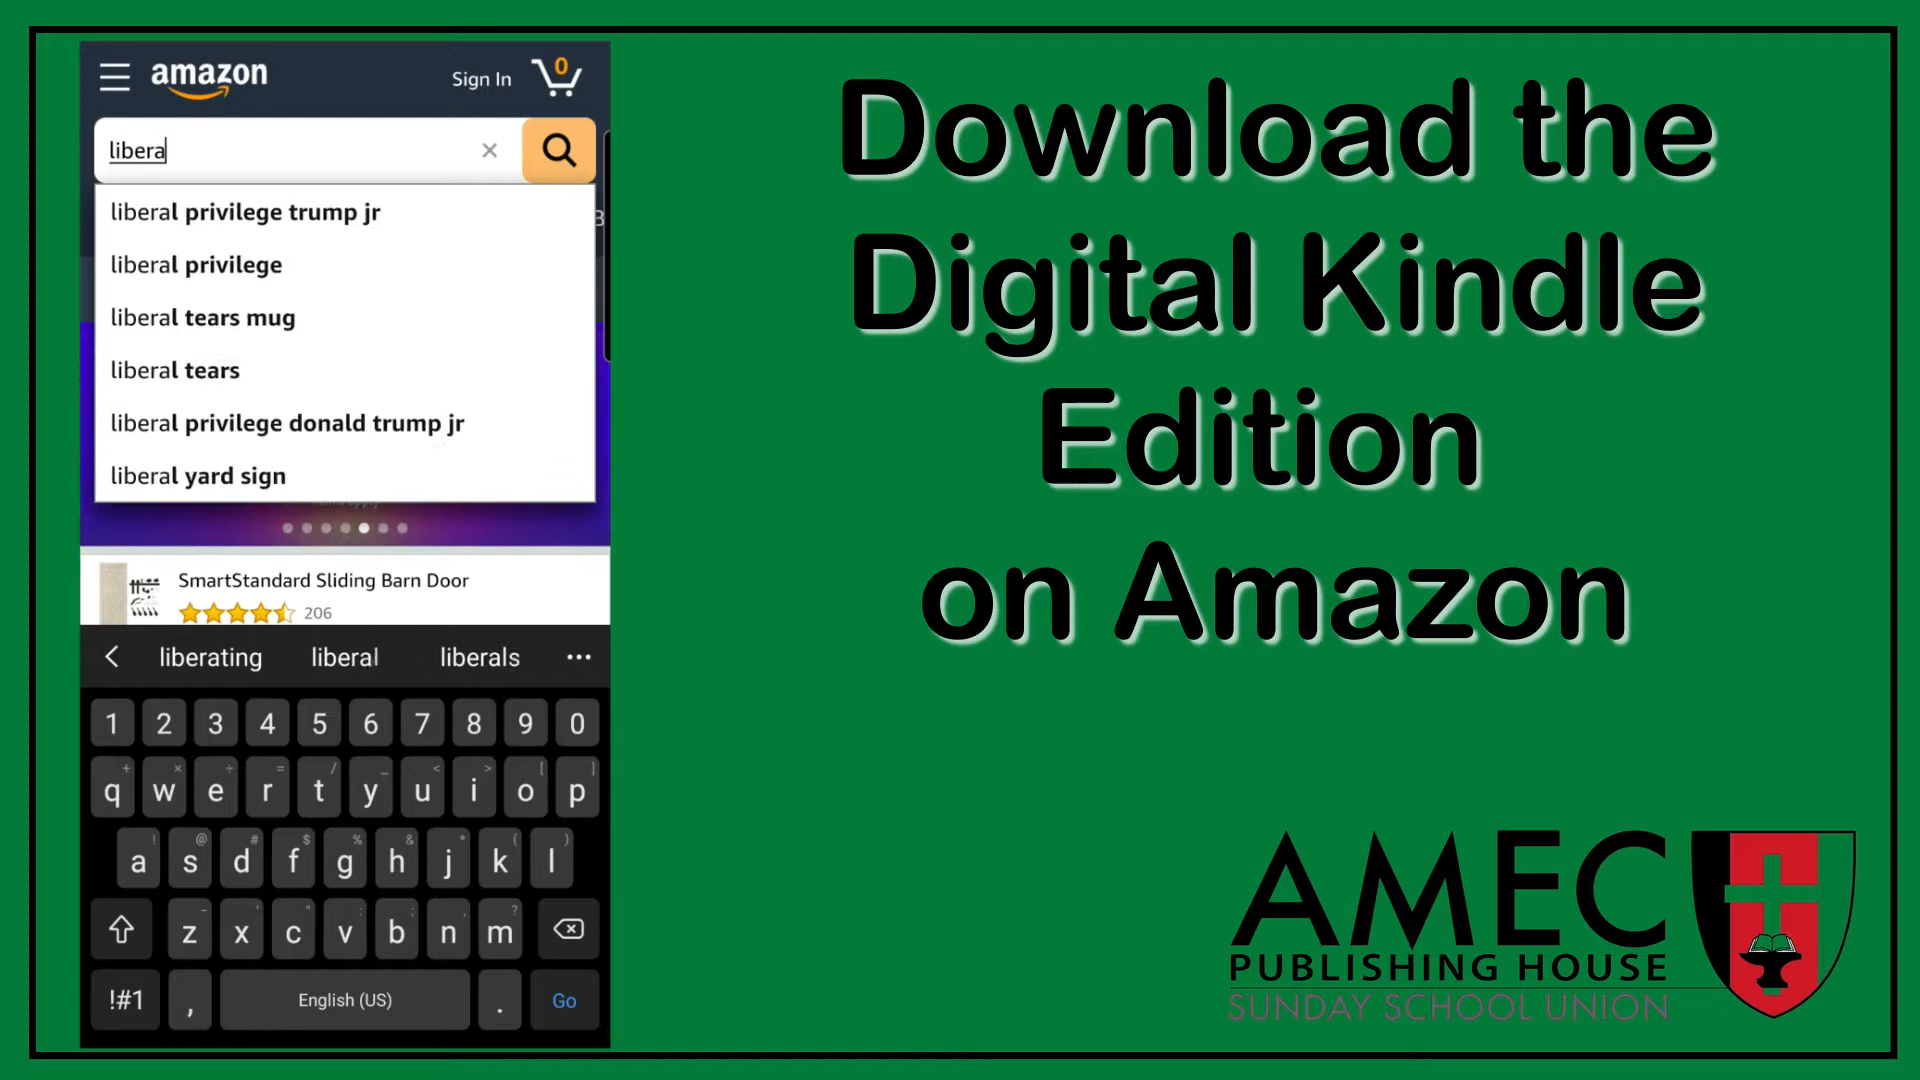 amazon
Sign In
0
libera
liberal privilege trump jr
liberal privilege
liberal tears mug
liberal tears
liberal privilege donald trump jr
liberal yard sign
SmartStandard Sliding Barn Door
206
liberating liberal liberals
1 2 3 4 5 6 7 8 9 0
q w e r t y u i o p
a s d f g h j k l
z x c v b n m
!#1 , English (US) . Go
Download the
Digital Kindle
Edition
on Amazon
AMEC
PUBLISHING HOUSE
SUNDAY SCHOOL UNION